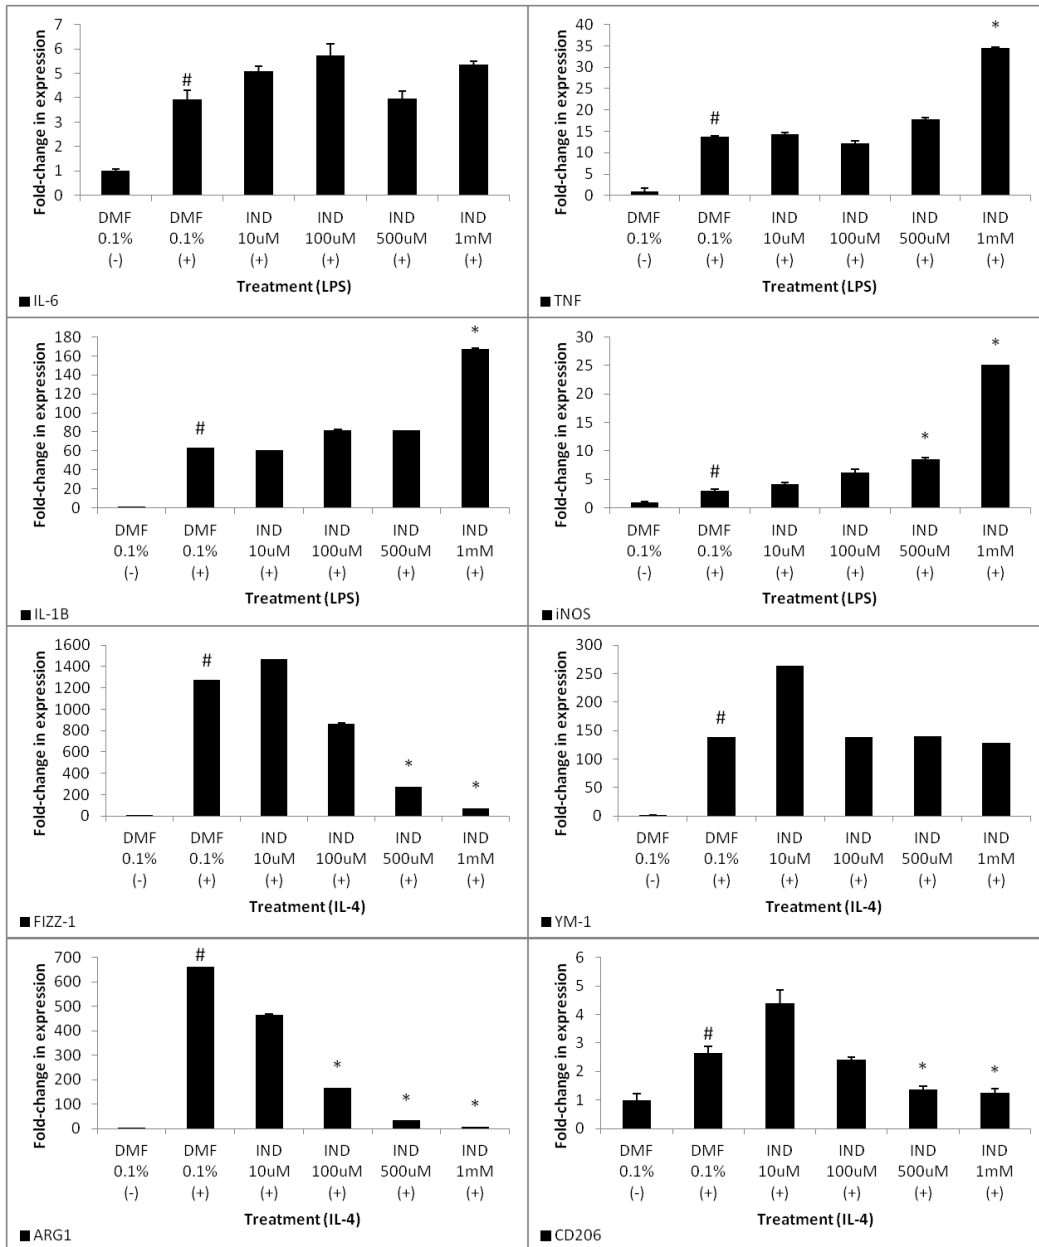 Fold-change in expression
7
6
5
4
3
2
1
0
#
DMF DMF IND IND IND IND
0.1% 0.1% 10uM 100uM 500uM 1mM
(-) (+) (+) (+) (+) (+)
Treatment (LPS)
IL-6
Fold-change in expression
40
35
30
25
20
15
10
5
0
#
*
DMF DMF IND IND IND IND
0.1% 0.1% 10uM 100uM 500uM 1mM
(-) (+) (+) (+) (+) (+)
Treatment (LPS)
TNF
Fold-change in expression
180
160
140
120
100
80
60
40
20
0
#
*
DMF DMF IND IND IND IND
0.1% 0.1% 10uM 100uM 500uM 1mM
(-) (+) (+) (+) (+) (+)
Treatment (LPS)
IL-1B
Fold-change in expression
30
25
20
15
10
5
0
#
*
*
DMF DMF IND IND IND IND
0.1% 0.1% 10uM 100uM 500uM 1mM
(-) (+) (+) (+) (+) (+)
Treatment (LPS)
iNOS
Fold-change in expression
1600
1400
1200
1000
800
600
400
200
0
#
*
*
DMF DMF IND IND IND IND
0.1% 0.1% 10uM 100uM 500uM 1mM
(-) (+) (+) (+) (+) (+)
Treatment (IL-4)
FIZZ-1
Fold-change in expression
300
250
200
150
100
50
0
#
DMF DMF IND IND IND IND
0.1% 0.1% 10uM 100uM 500uM 1mM
(-) (+) (+) (+) (+) (+)
Treatment (IL-4)
YM-1
Fold-change in expression
700
600
500
400
300
200
100
0
#
*
*
*
DMF DMF IND IND IND IND
0.1% 0.1% 10uM 100uM 500uM 1mM
(-) (+) (+) (+) (+) (+)
Treatment (IL-4)
ARG1
Fold-change in expression
6
5
4
3
2
1
0
#
*
*
DMF DMF IND IND IND IND
0.1% 0.1% 10uM 100uM 500uM 1mM
(-) (+) (+) (+) (+) (+)
Treatment (IL-4)
CD206